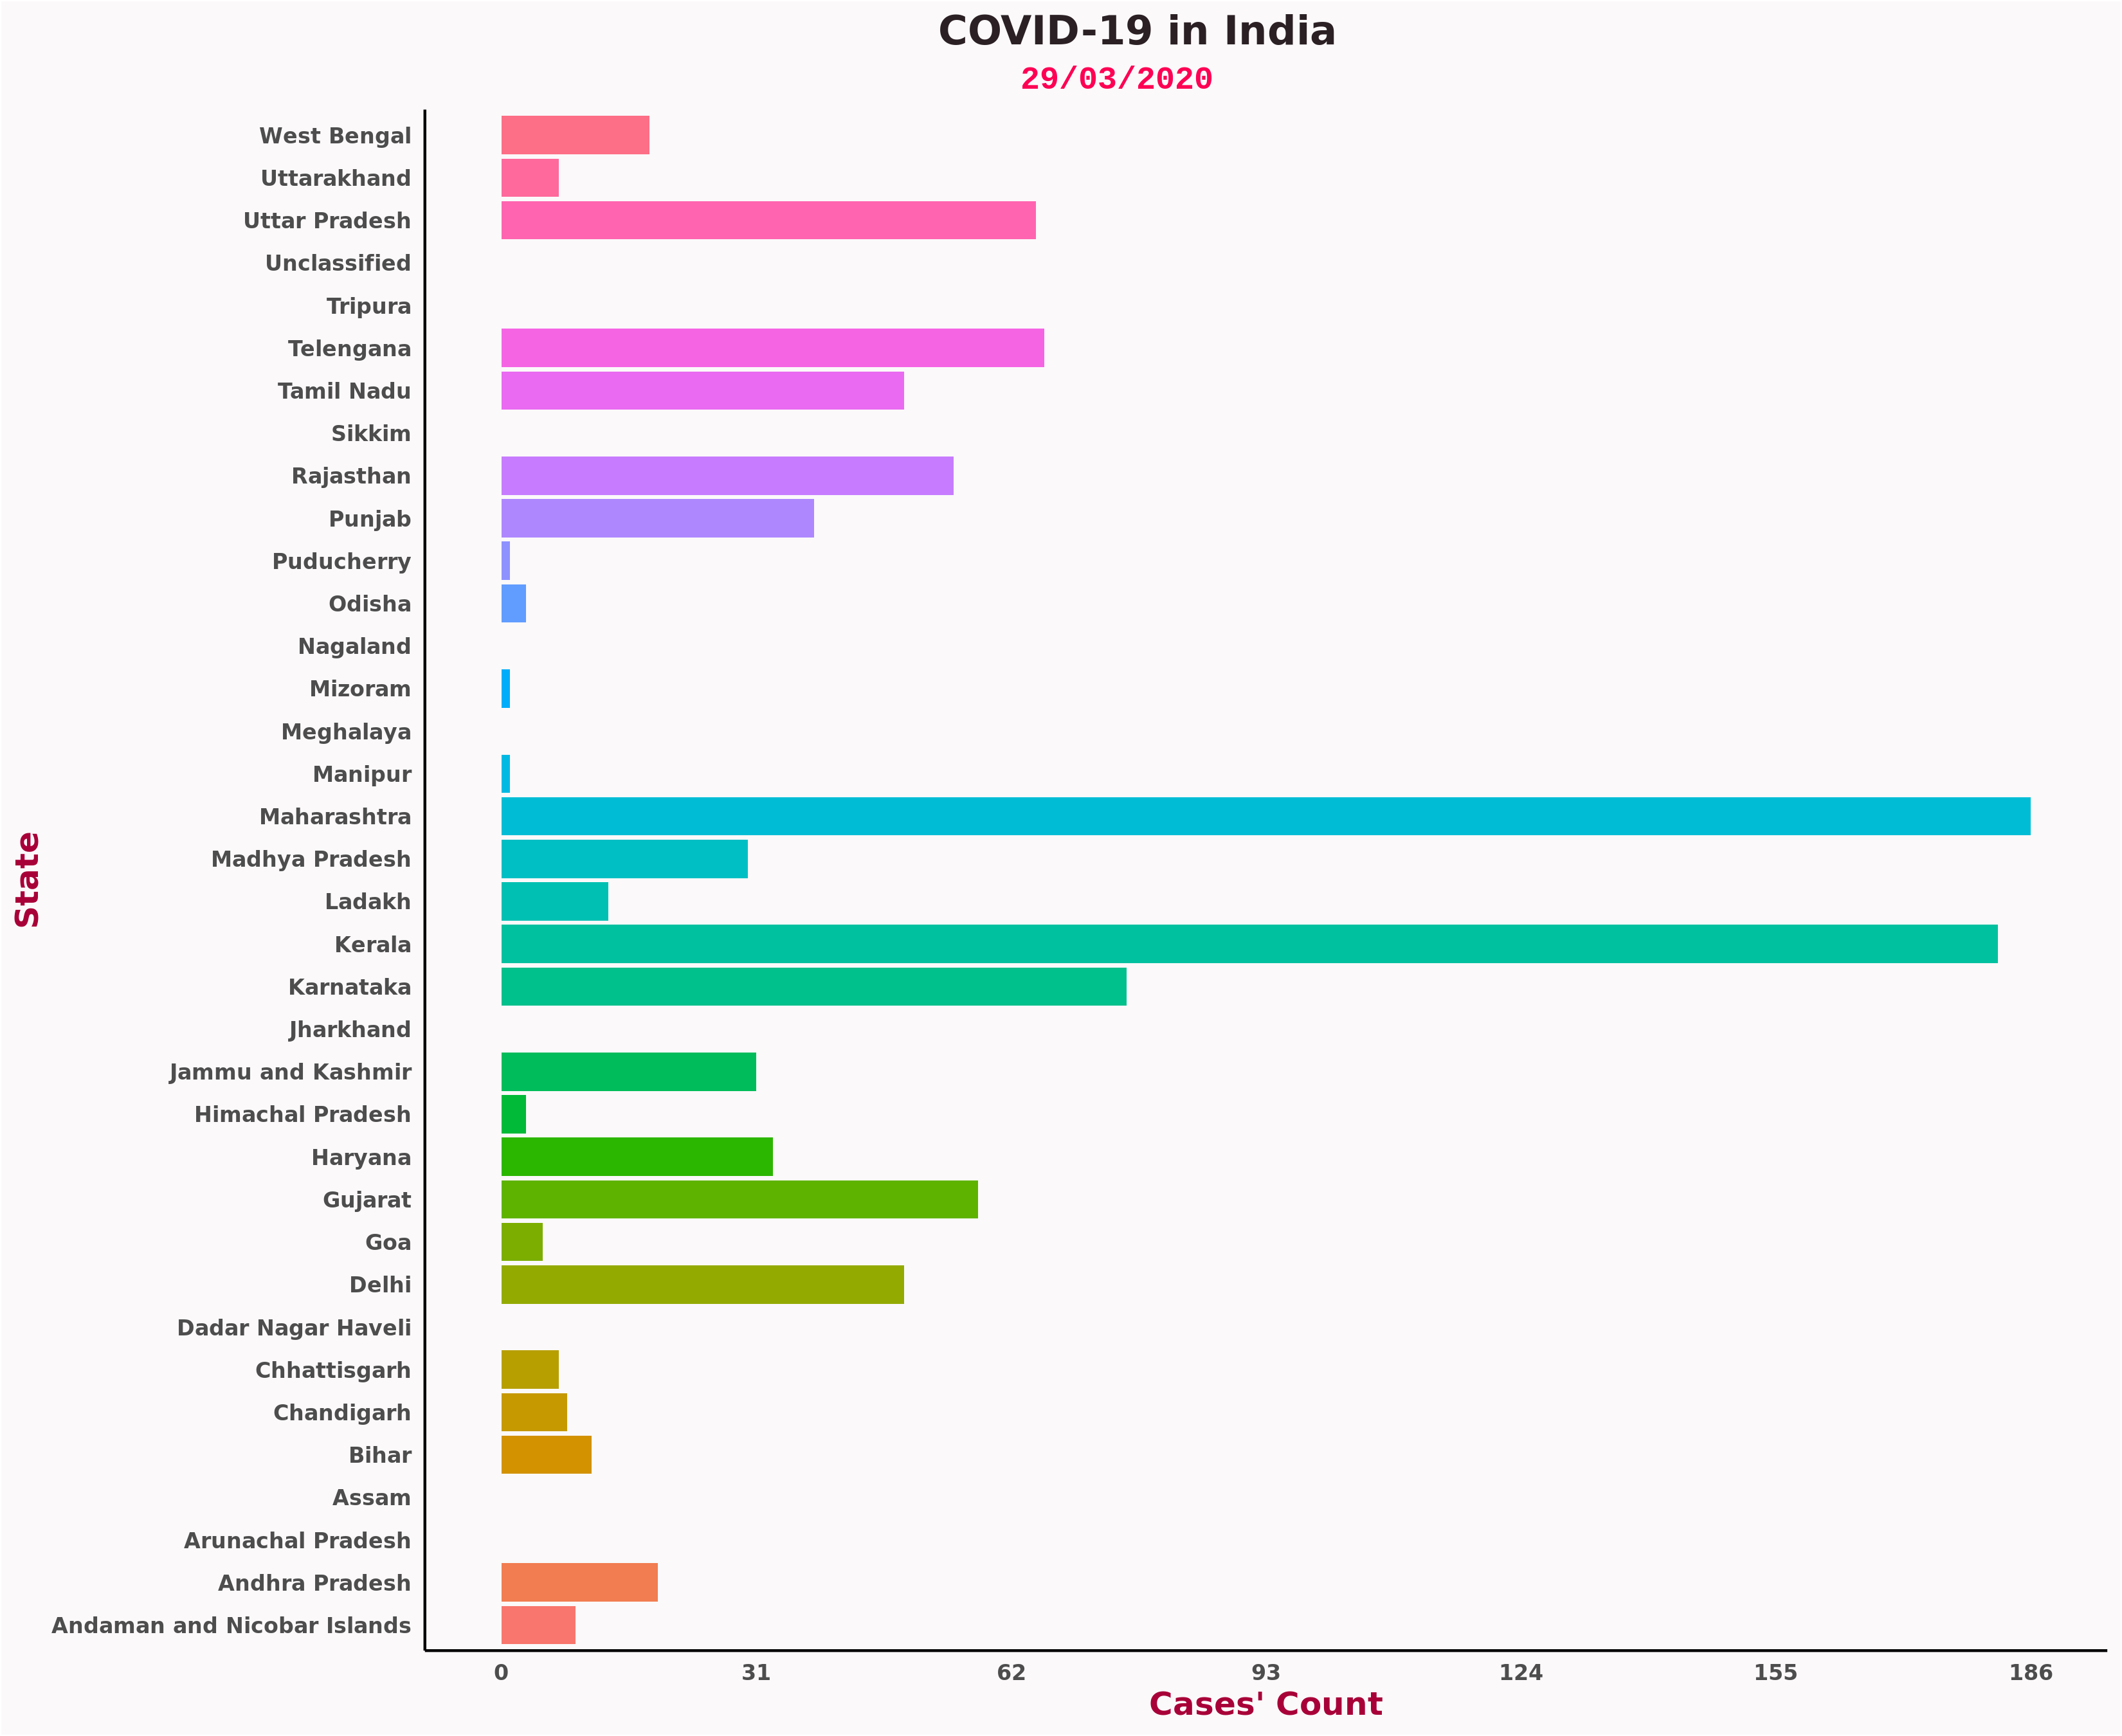 COVID-19 in India
29/03/2020
West Bengal
Uttarakhand
Uttar Pradesh
Unclassified
Tripura
Telengana
Tamil Nadu
Sikkim
Rajasthan
Punjab
Puducherry
Odisha
Nagaland
Mizoram
Meghalaya
Manipur
Maharashtra
Madhya Pradesh
Ladakh
Kerala
Karnataka
Jharkhand
Jammu and Kashmir
Himachal Pradesh
Haryana
Gujarat
Goa
Delhi
Dadar Nagar Haveli
Chhattisgarh
Chandigarh
Bihar
Assam
Arunachal Pradesh
Andhra Pradesh
Andaman and Nicobar Islands
State
0 31 62 93 124 155 186
Cases' Count